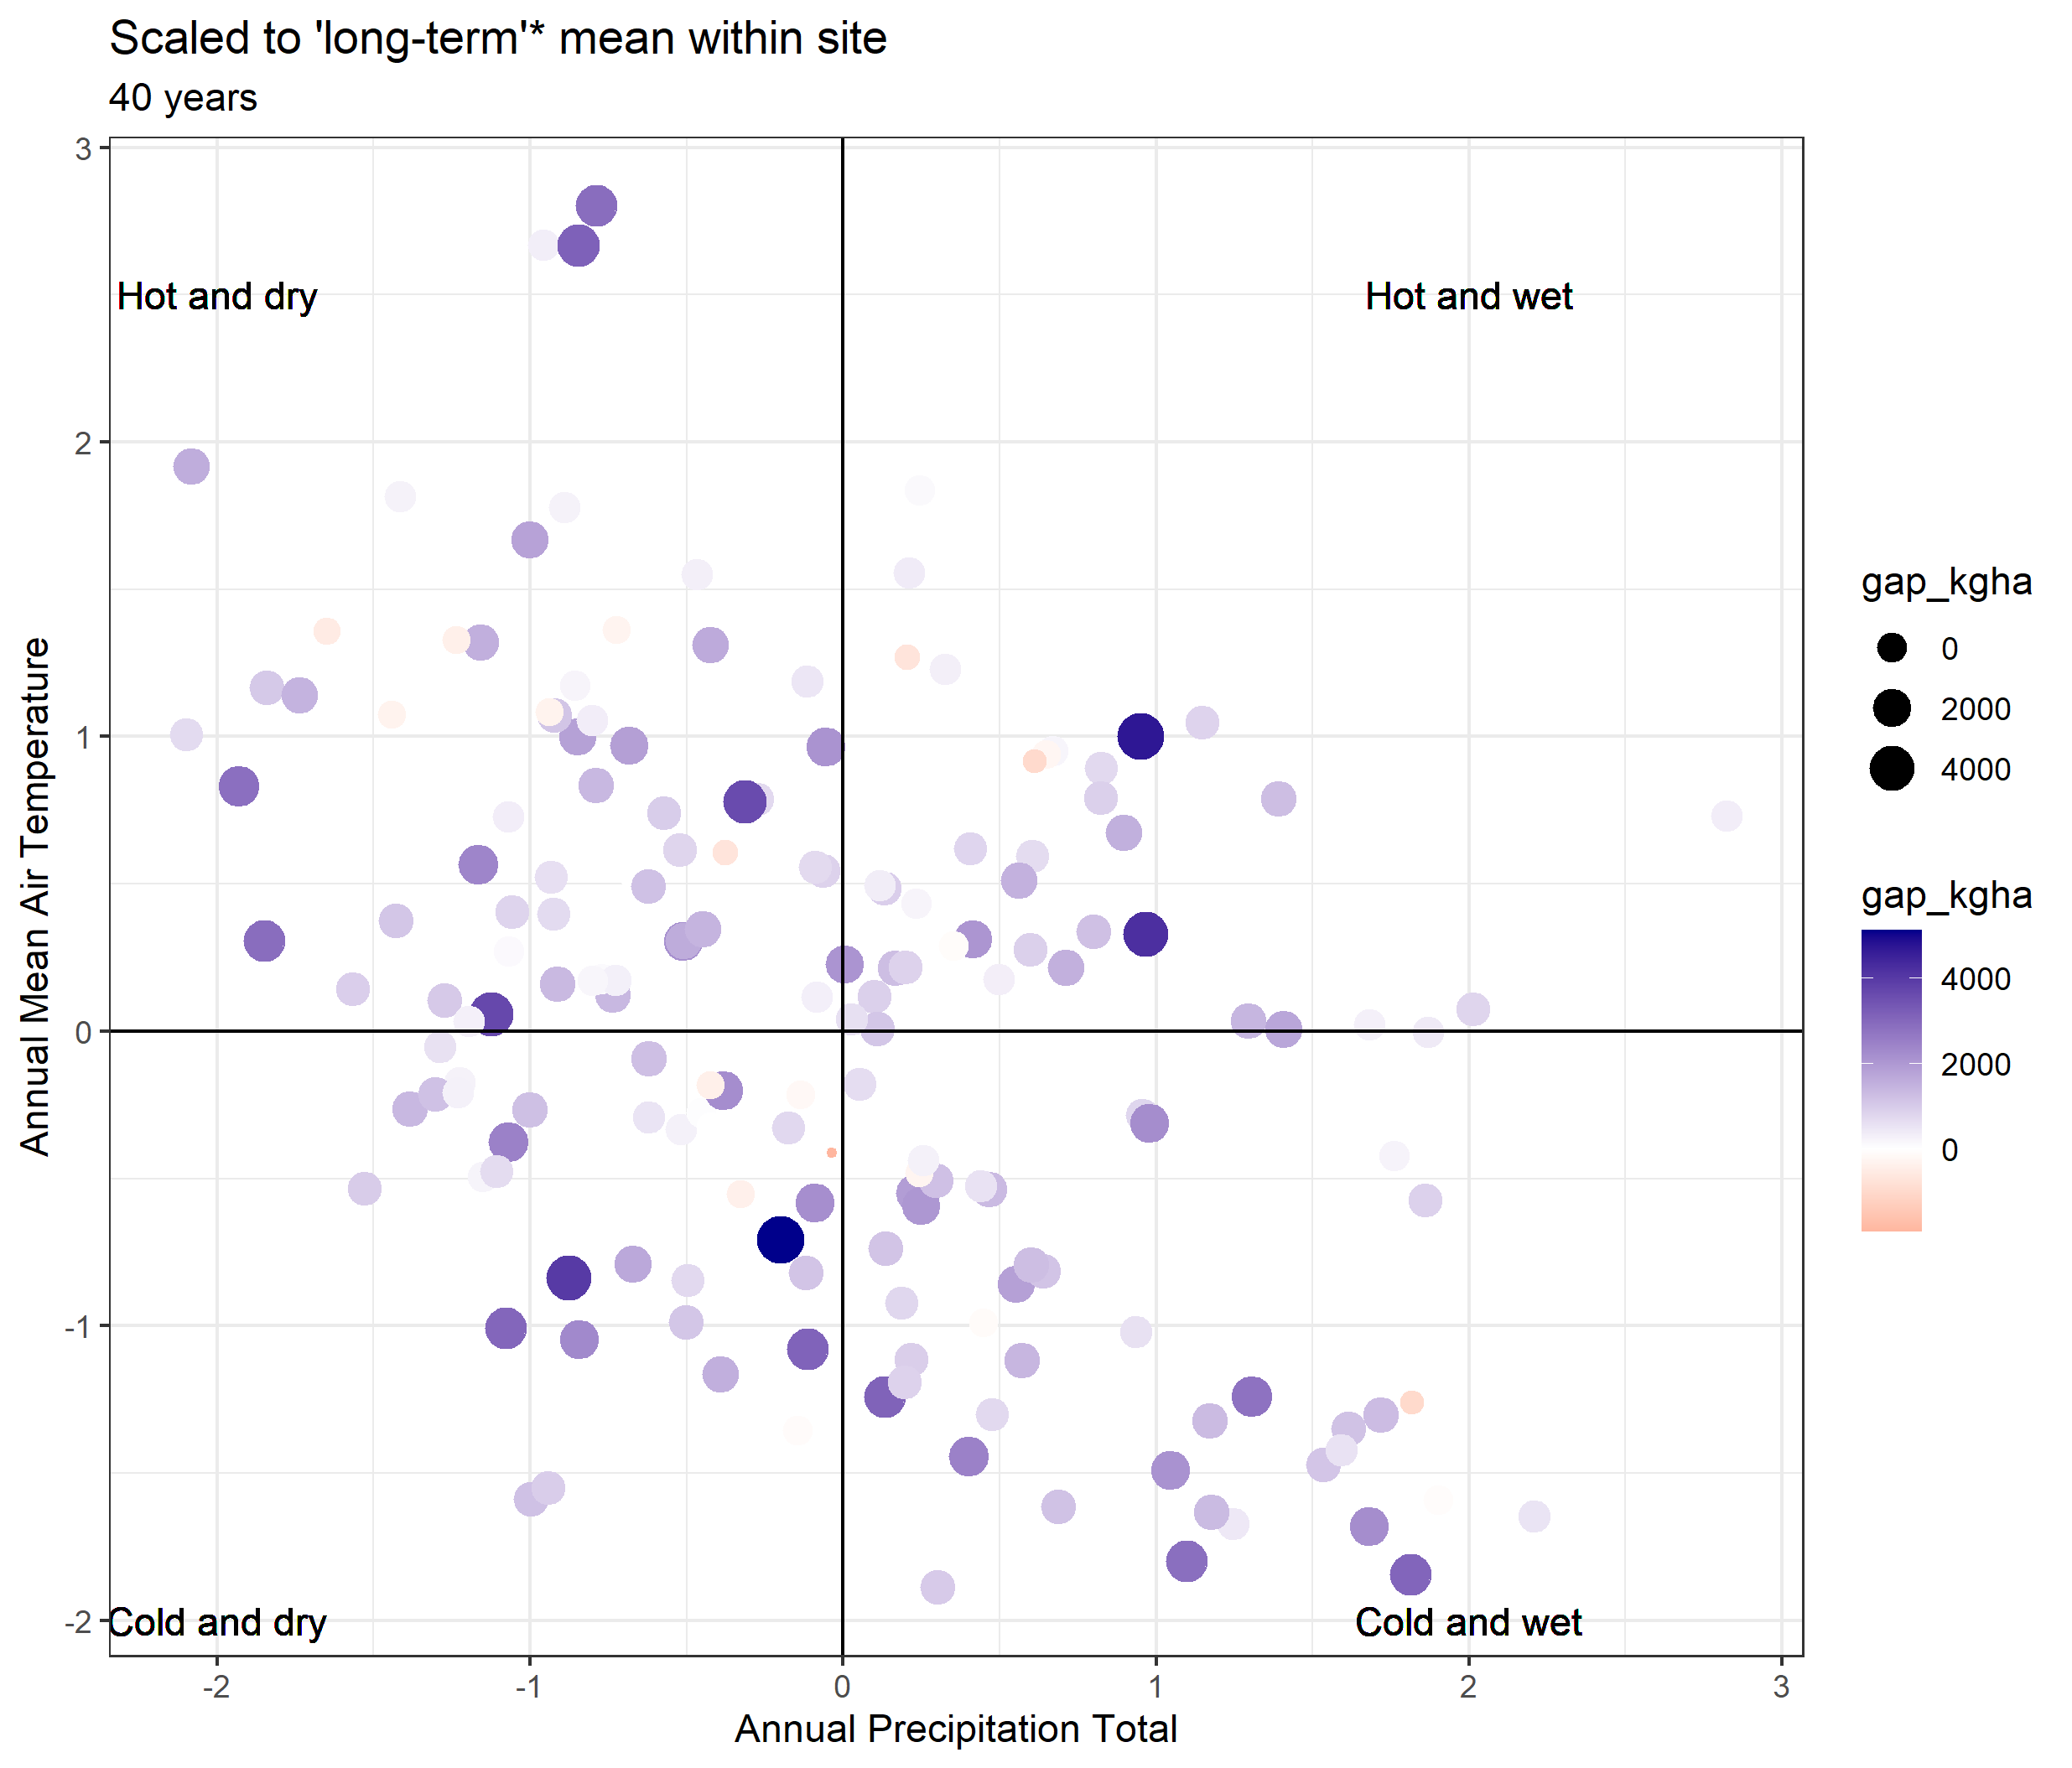 Scaled to 'long-term'* mean within site
40 years
3
2
1
0
-1
-2
Annual Mean Air Temperature
Hot and dry
Hot and wet
Cold and dry
Cold and wet
-2
-1
0
1
2
3
Annual Precipitation Total
gap_kgha
0
2000
4000
gap_kgha
4000
2000
0